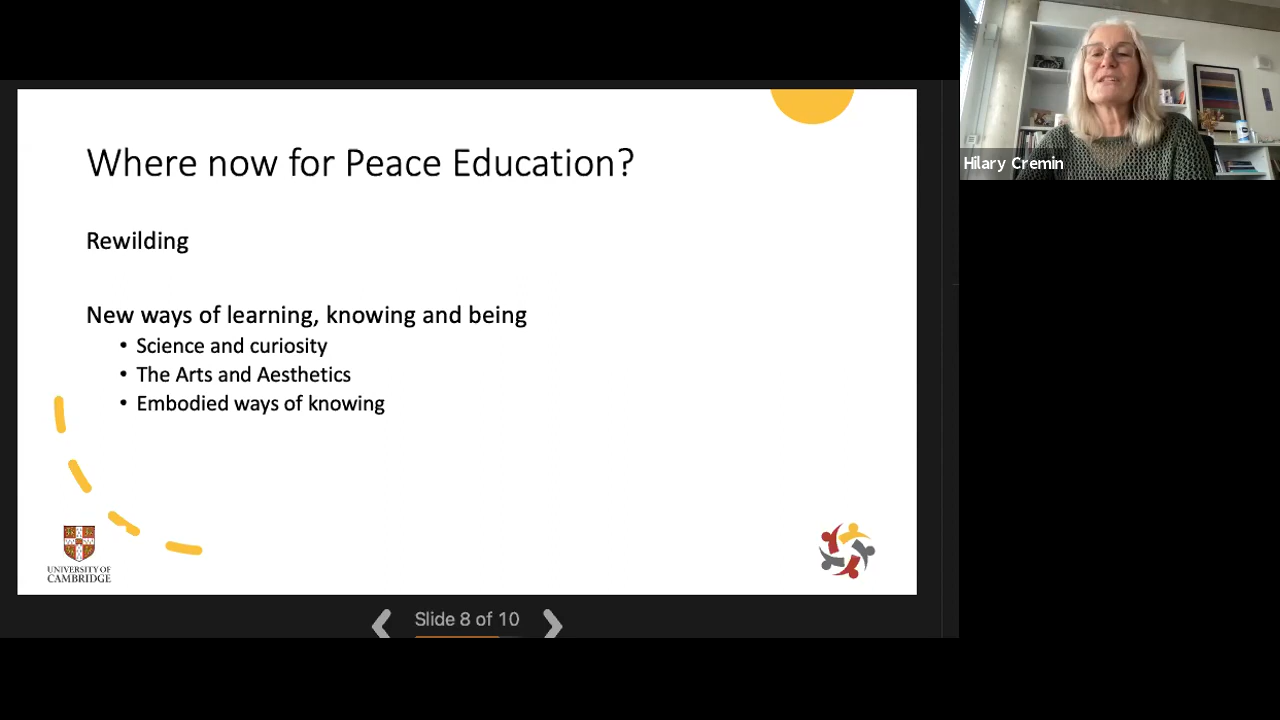 Where now for Peace Education?
Rewilding
New ways of learning, knowing and being
• Science and curiosity
• The Arts and Aesthetics
• Embodied ways of knowing
UNIVERSITY OF
CAMBRIDGE
Slide 8 of 10
Hilary Cremin